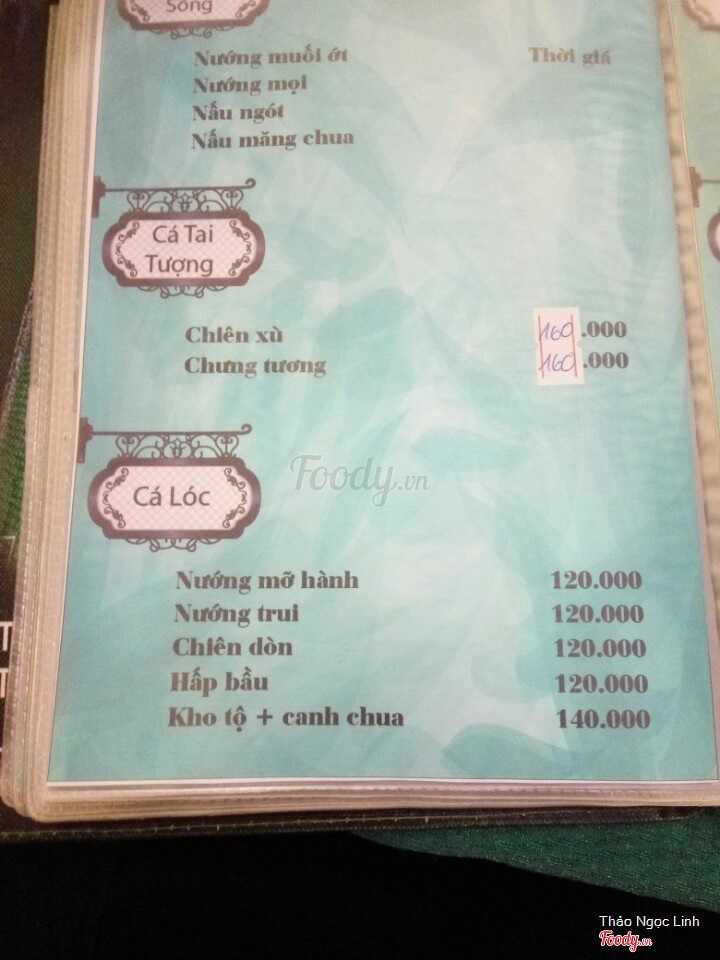 Sông
Nướng muối ớt Thời giá
Nướng mọi
Nấu ngót
Nấu măng chua
Cá Tai
Tượng
Chiên xù 160.000
Chưng tương 160.000
Foody.vn
Cá Lóc
Nướng mỡ hành 120.000
Nướng trui 120.000
Chiên dòn 120.000
Hấp bầu 120.000
Kho tộ + canh chua 140.000
Thảo Ngọc Linh
Foody.vn